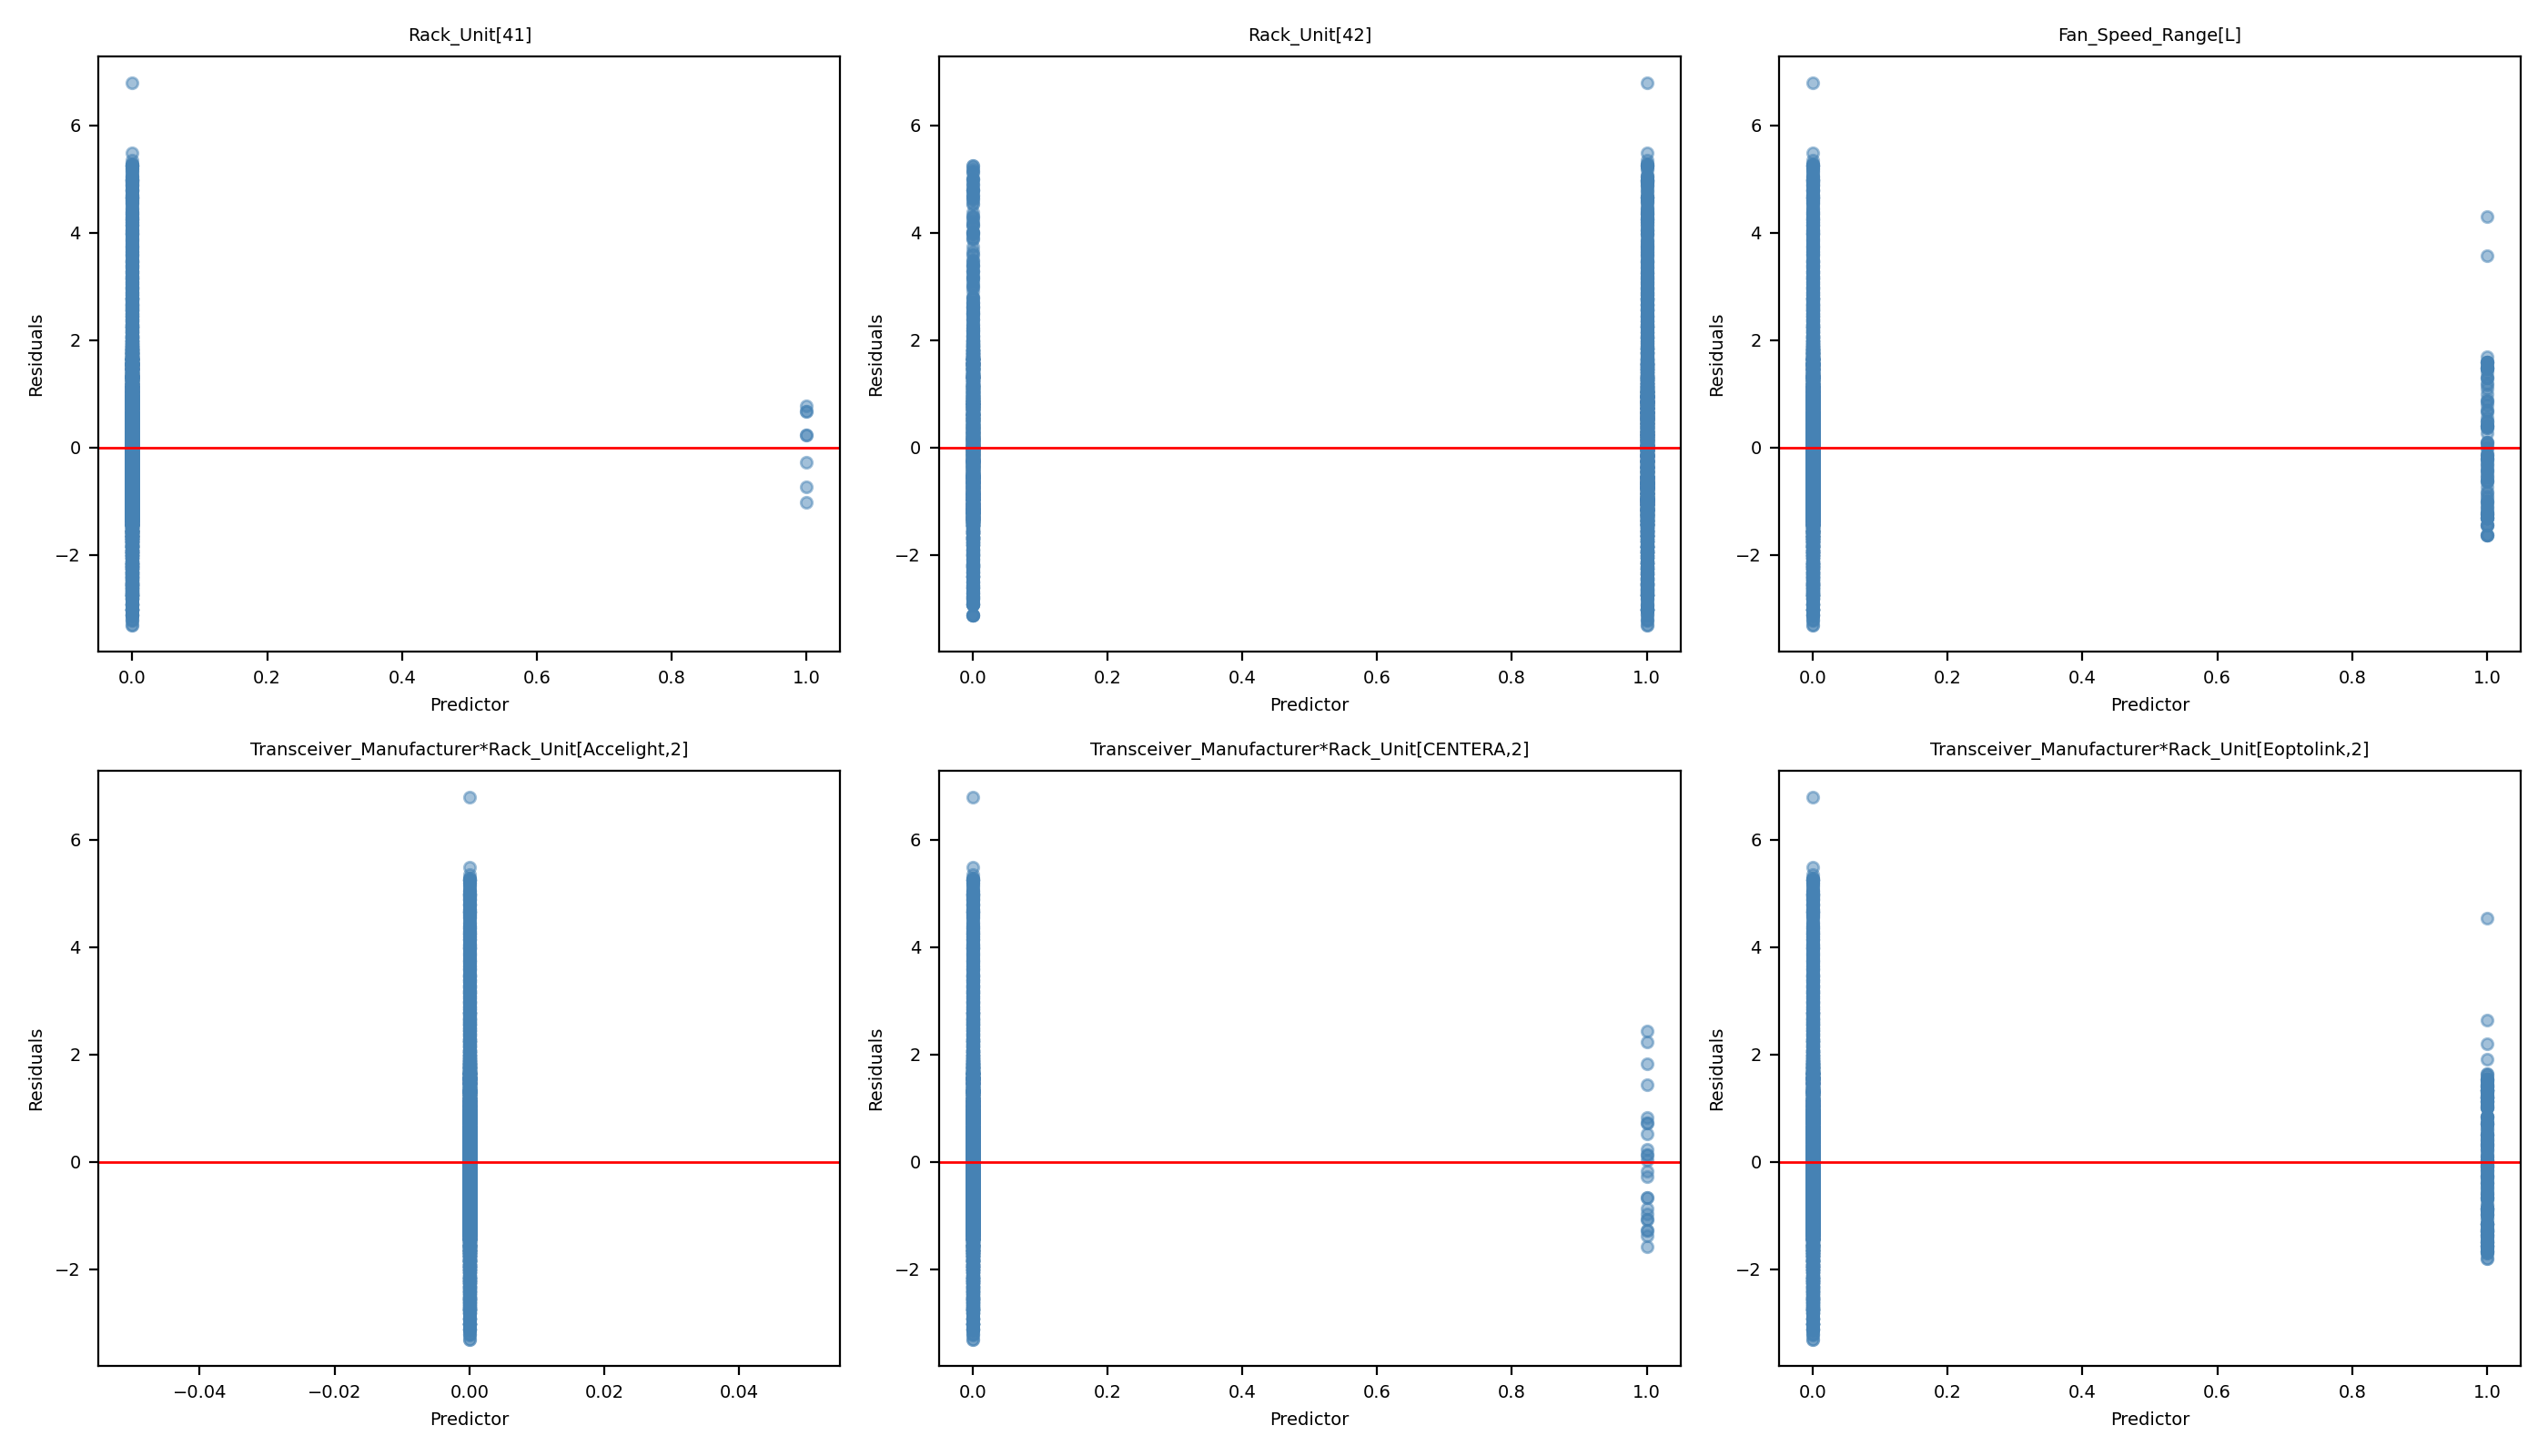 Rack_Unit[41]
Residuals
6
4
2
0
−2
0.0 0.2 0.4 0.6 0.8 1.0
Predictor
Rack_Unit[42]
Residuals
6
4
2
0
−2
0.0 0.2 0.4 0.6 0.8 1.0
Predictor
Fan_Speed_Range[L]
Residuals
6
4
2
0
−2
0.0 0.2 0.4 0.6 0.8 1.0
Predictor
Transceiver_Manufacturer*Rack_Unit[Accelight,2]
Residuals
6
4
2
0
−2
−0.04 −0.02 0.00 0.02 0.04
Predictor
Transceiver_Manufacturer*Rack_Unit[CENTERA,2]
Residuals
6
4
2
0
−2
0.0 0.2 0.4 0.6 0.8 1.0
Predictor
Transceiver_Manufacturer*Rack_Unit[Eoptolink,2]
Residuals
6
4
2
0
−2
0.0 0.2 0.4 0.6 0.8 1.0
Predictor